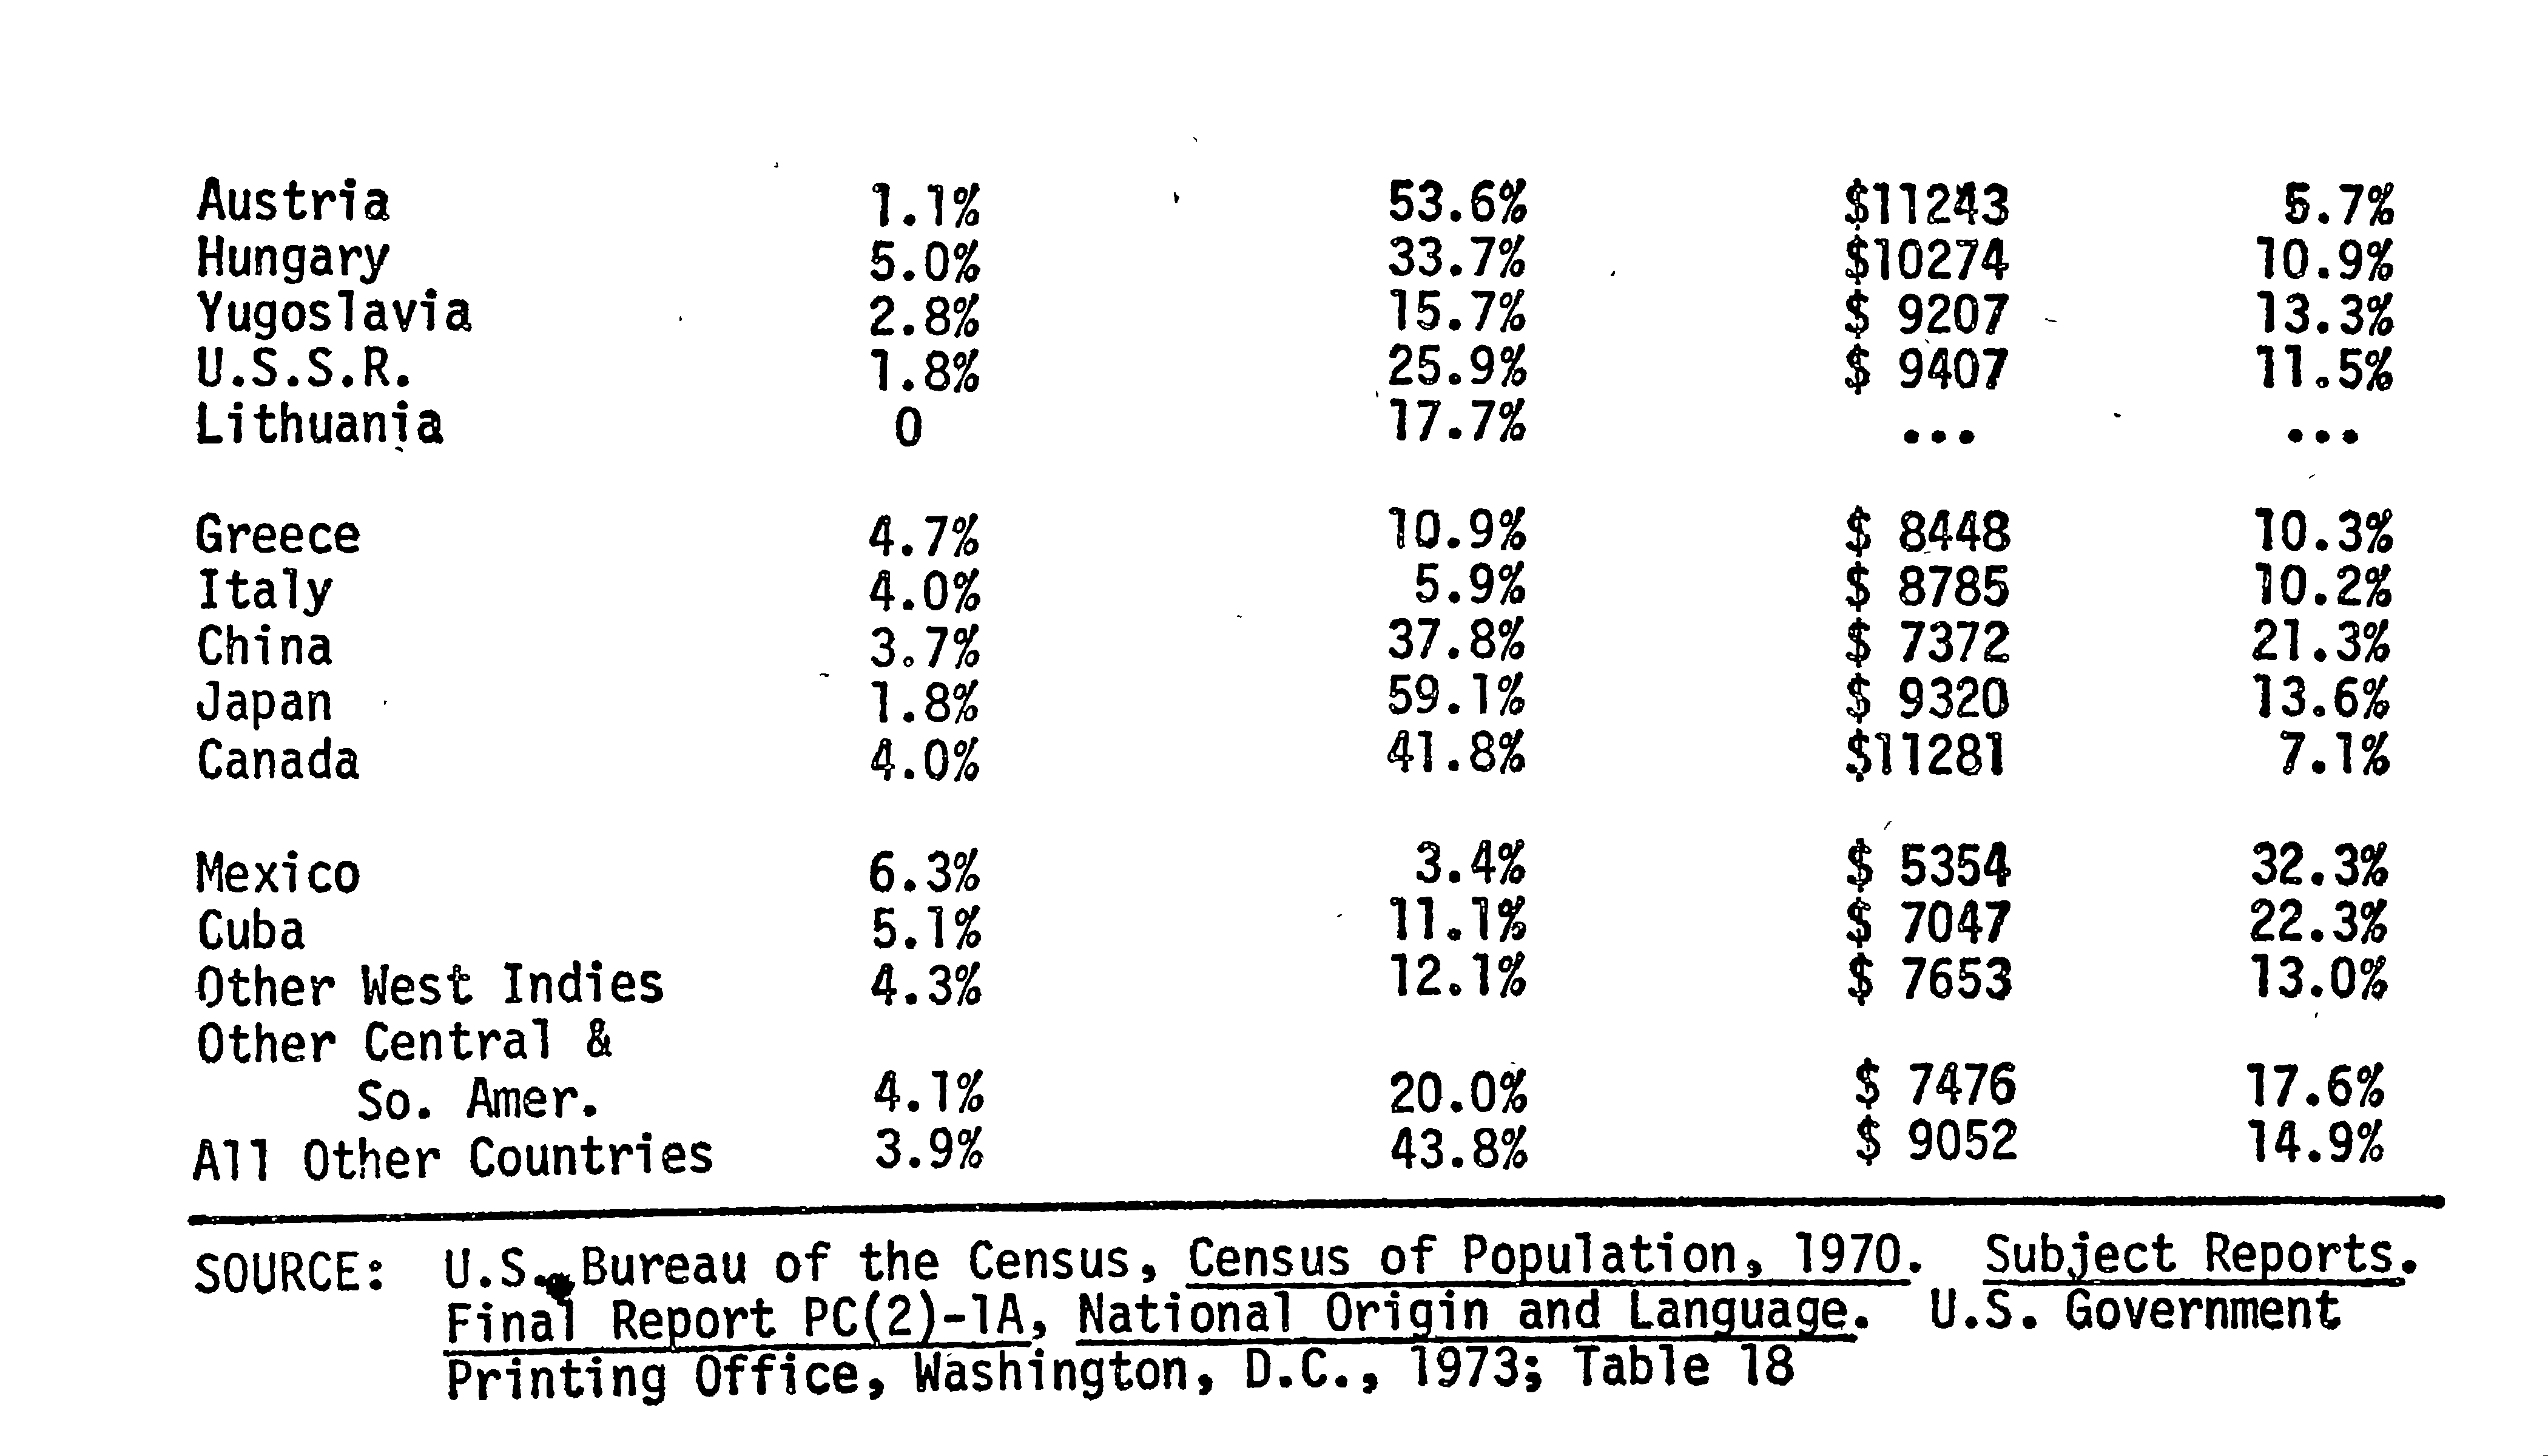 Austria 1.1% 53.6% $11243 5.7%
Hungary 5.0% 33.7% $10274 10.9%
Yugoslavia 2.8% 15.7% $ 9207 13.3%
U.S.S.R. 1.8% 25.9% $ 9407 11.5%
Lithuania 0 17.7% ... ...
Greece 4.7% 10.9% $ 8448 10.3%
Italy 4.0% 5.9% $ 8785 10.2%
China 3.7% 37.8% $ 7372 21.3%
Japan 1.8% 59.1% $ 9320 13.6%
Canada 4.0% 41.8% $11281 7.1%
Mexico 6.3% 3.4% $ 5354 32.3%
Cuba 5.1% 11.1% $ 7047 22.3%
Other West Indies 4.3% 12.1% $ 7653 13.0%
Other Central &
So. Amer. 4.1% 20.0% $ 7476 17.6%
All Other Countries 3.9% 43.8% $ 9052 14.9%
SOURCE: U.S. Bureau of the Census, Census of Population, 1970. Subject Reports.
Final Report PC(2)-1A, National Origin and Language. U.S. Government
Printing Office, Washington, D.C., 1973; Table 18